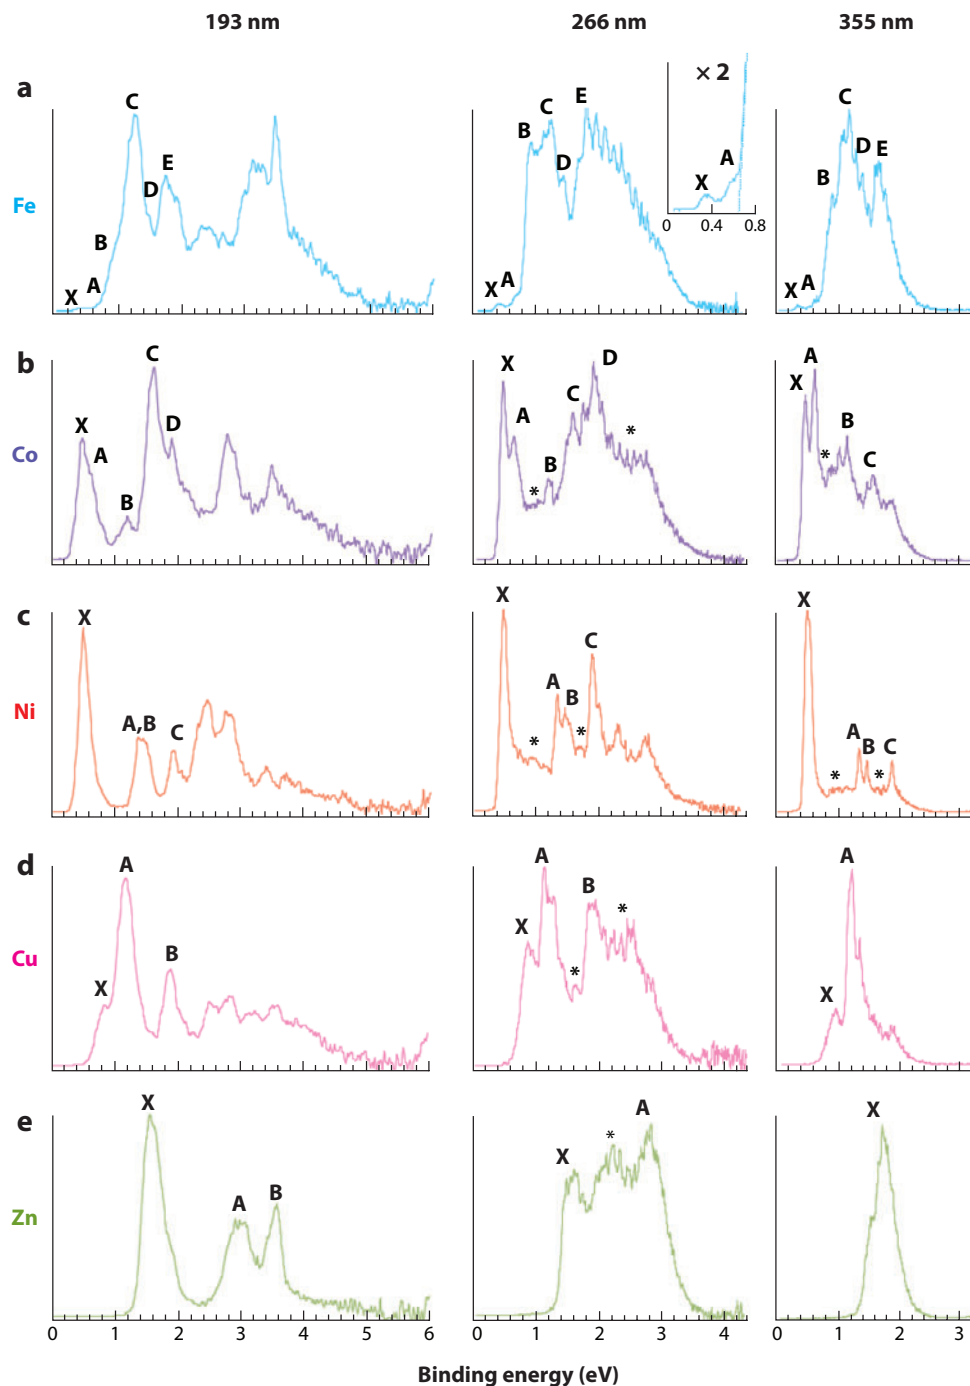 193 nm 266 nm 355 nm
a
Fe
X A B C D E
X A B C D E
× 2
X A
0 0.4 0.8
X A B C D E
b
Co
X A B C D
X A * B C D *
X A * B C
c
Ni
X A,B C
X * A B * C
X * A B * C
d
Cu
X A B
X A * B *
X A
e
Zn
X A B
X * A
X
0 1 2 3 4 5 6 0 1 2 3 4 0 1 2 3
Binding energy (eV)